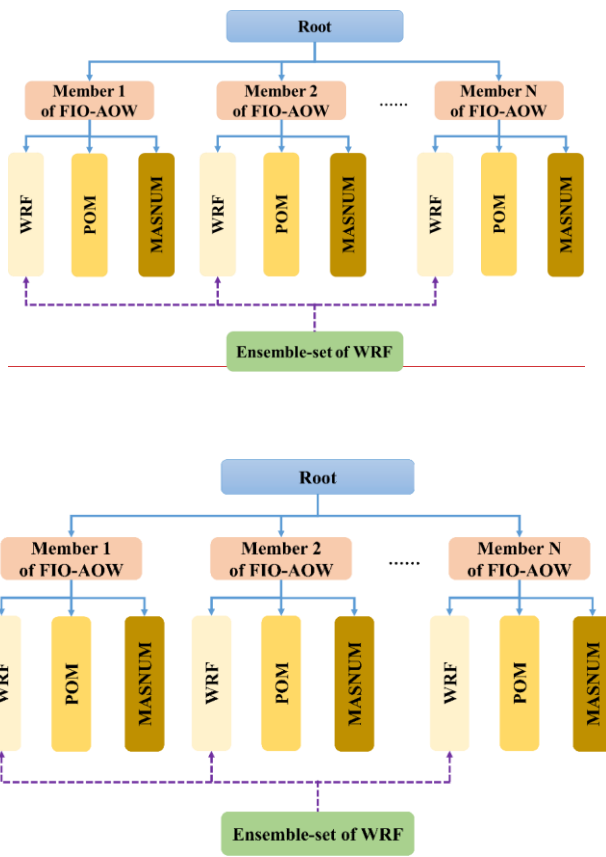 Root
Member 1
of FIO-AOW
Member 2
of FIO-AOW
......
Member N
of FIO-AOW
WRF
POM
MASNUM
WRF
POM
MASNUM
WRF
POM
MASNUM
Ensemble-set of WRF
Root
Member 1
of FIO-AOW
Member 2
of FIO-AOW
......
Member N
of FIO-AOW
WRF
POM
MASNUM
WRF
POM
MASNUM
WRF
POM
MASNUM
Ensemble-set of WRF